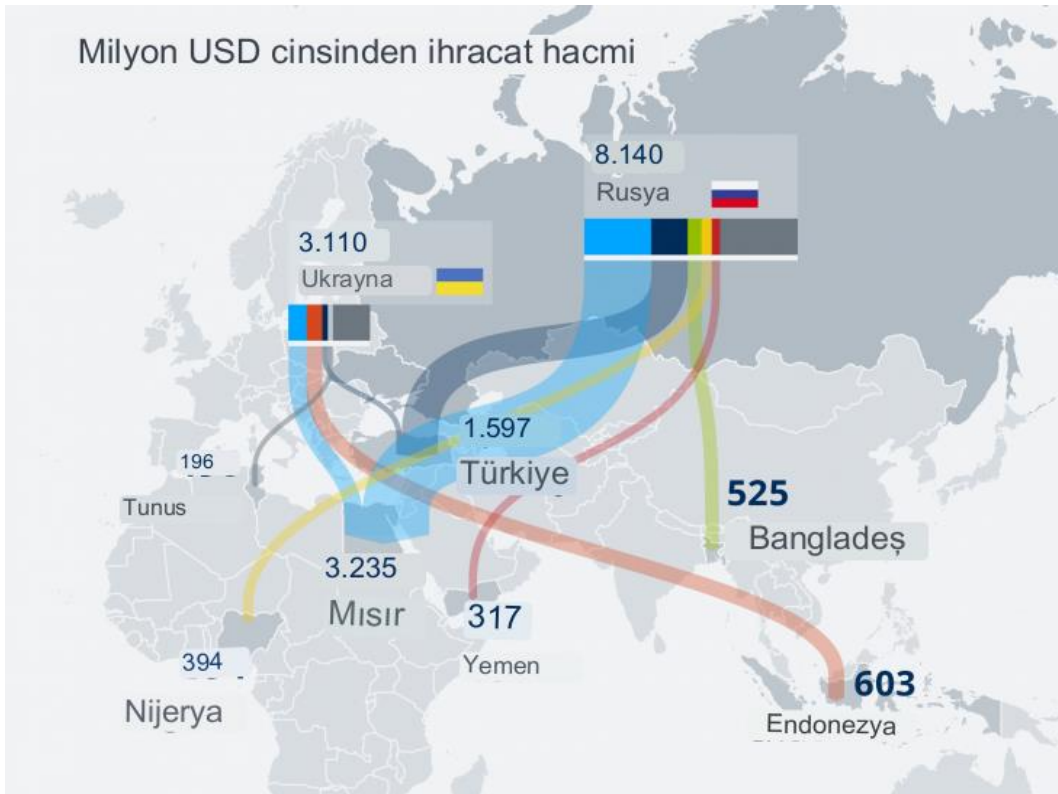 Milyon USD cinsinden ihracat hacmi
8.140
Rusya
3.110
Ukrayna
1.597
Türkiye
196
Tunus
525
Bangladeş
3.235
Mısır
317
Yemen
394
Nijerya
603
Endonezya